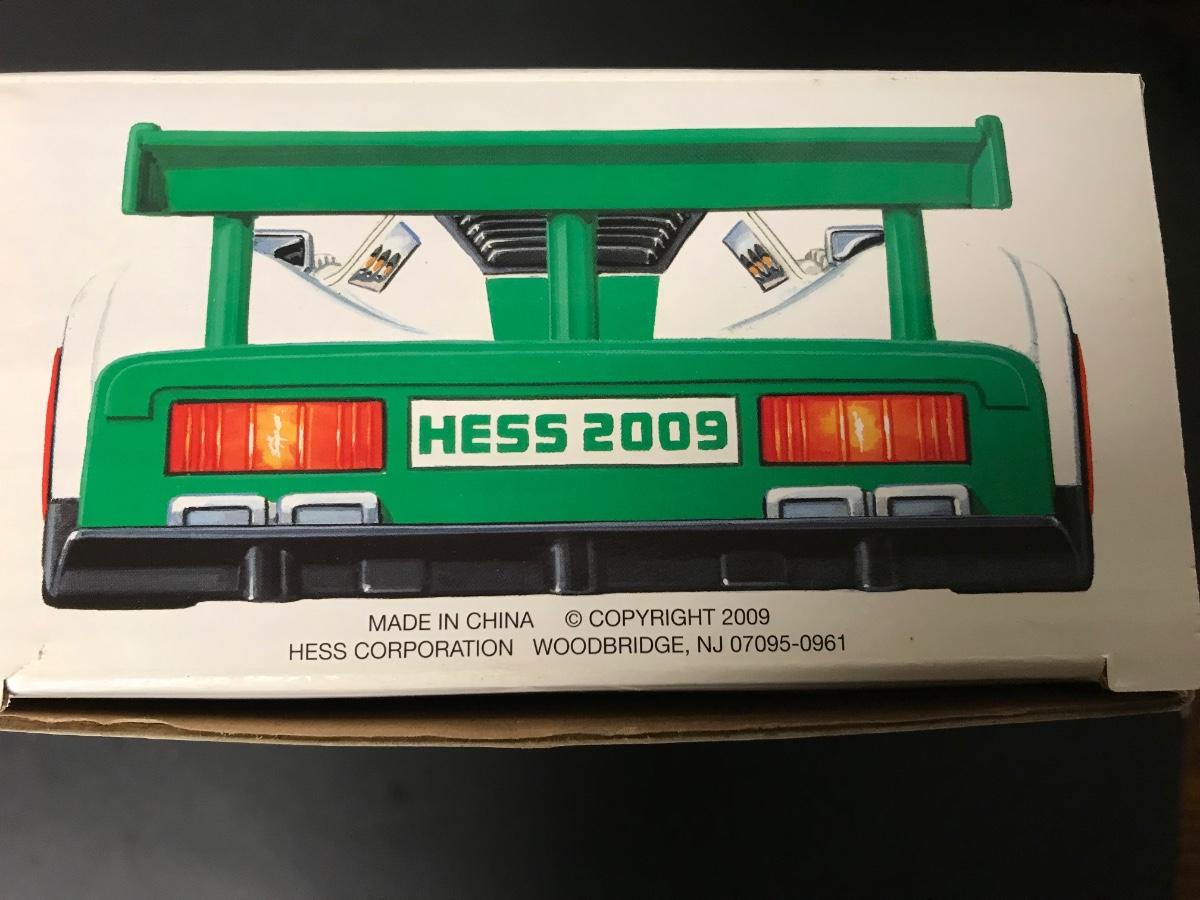 HESS 2009
MADE IN CHINA © COPYRIGHT 2009
HESS CORPORATION WOODBRIDGE, NJ 07095-0961